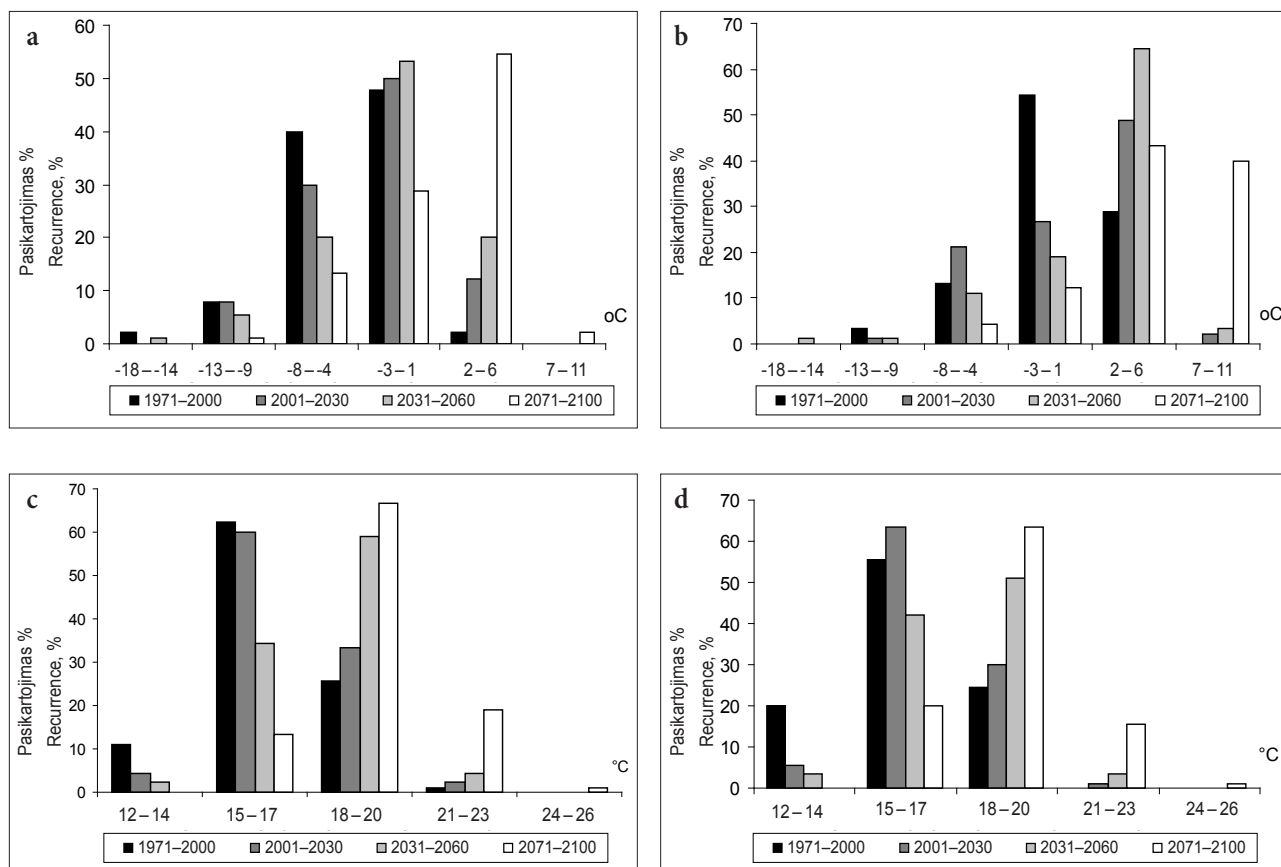 a
60
50
40
30
20
10
0
Pasikartojimas %
Recurrence, %
oC
-18 – -14 -13 – -9 -8 – -4 -3 – 1 2 – 6 7 – 11
1971–2000 2001–2030 2031–2060 2071–2100
b
70
60
50
40
30
20
10
0
Pasikartojimas %
Recurrence, %
oC
-18 – -14 -13 – -9 -8 – -4 -3 – 1 2 – 6 7 – 11
1971–2000 2001–2030 2031–2060 2071–2100
c
70
60
50
40
30
20
10
0
Pasikartojimas %
Recurrence, %
°C
12 – 14 15 – 17 18 – 20 21 – 23 24 – 26
1971–2000 2001–2030 2031–2060 2071–2100
d
70
60
50
40
30
20
10
0
Pasikartojimas %
Recurrence, %
°C
12 – 14 15 – 17 18 – 20 21 – 23 24 – 26
1971–2000 2001–2030 2031–2060 2071–2100